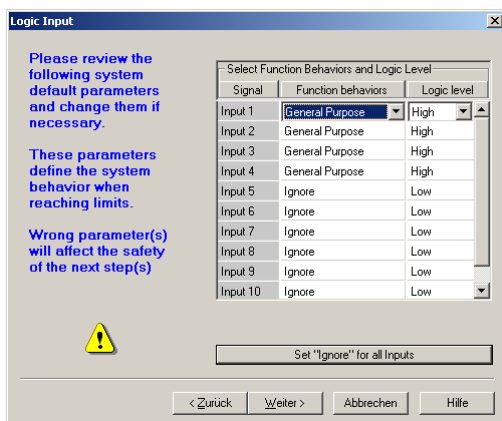 Logic Input
Please review the
following system
default parameters
and change them if
necessary.
These parameters
define the system
behavior when
reaching limits.
Wrong parameter(s)
will affect the safety
of the next step(s)
Select Function Behaviors and Logic Level
Signal Function behaviors Logic level
Input 1 General Purpose High
Input 2 General Purpose High
Input 3 General Purpose High
Input 4 General Purpose High
Input 5 Ignore Low
Input 6 Ignore Low
Input 7 Ignore Low
Input 8 Ignore Low
Input 9 Ignore Low
Input 10 Ignore Low
Set "Ignore" for all Inputs
< Zurück Weiter > Abbrechen Hilfe